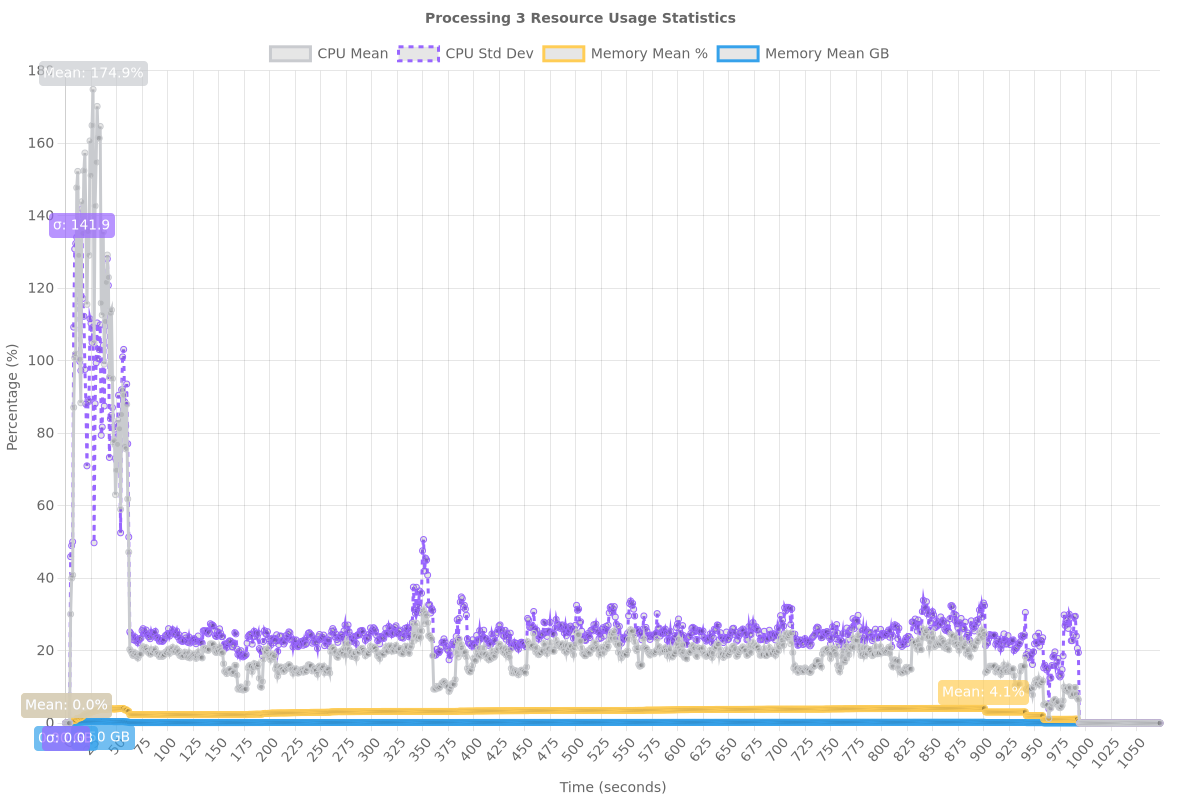 Processing 3 Resource Usage Statistics
CPU Mean CPU Std Dev Memory Mean % Memory Mean GB
Mean: 174.9%
160
140
σ: 141.9
120
100
80
60
40
20
0
Percentage (%)
Mean: 0.0%
Mean: 4.1%
σ: 0.0
0 GB
75 100 125 150 175 200 225 250 275 300 325 350 375 400 425 450 475 500 525 550 575 600 625 650 675 700 725 750 775 800 825 850 875 900 925 950 975 1000 1025 1050
Time (seconds)